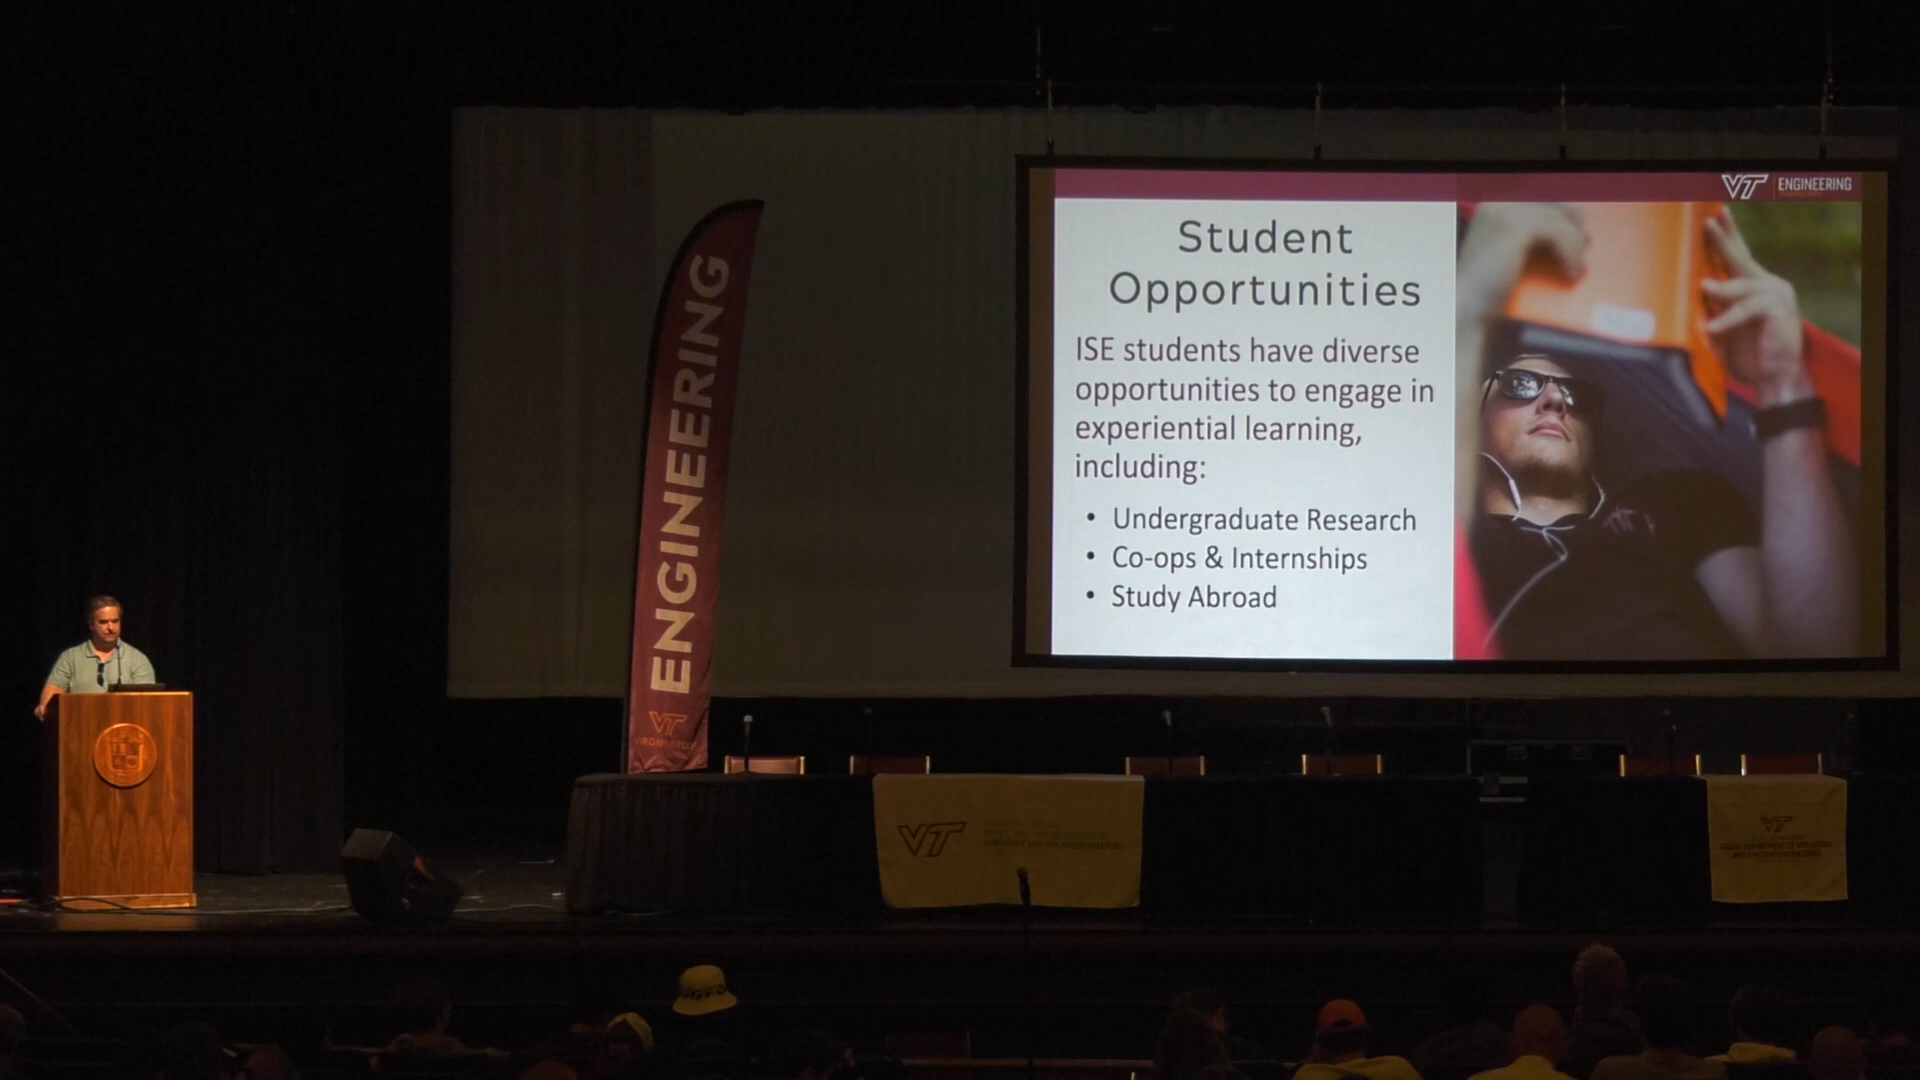 VT ENGINEERING
Student
Opportunities
ISE students have diverse
opportunities to engage in
experiential learning,
including:
• Undergraduate Research
• Co-ops & Internships
• Study Abroad
ENGINEERING
VT
VT
VT